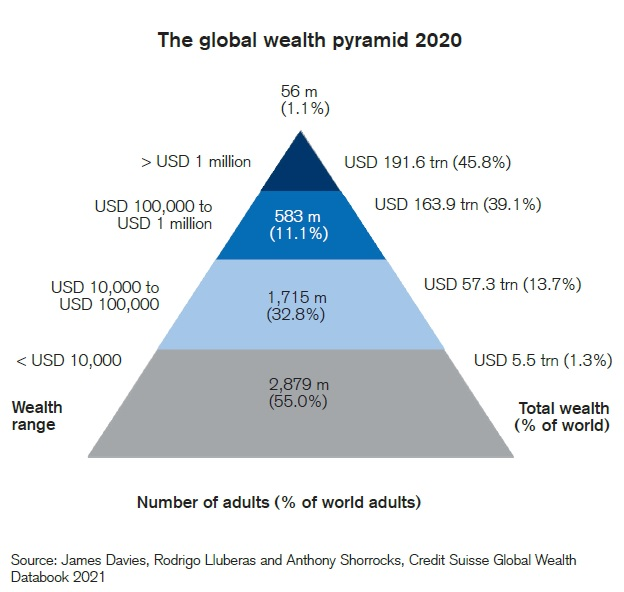 The global wealth pyramid 2020
56 m
(1.1%)
> USD 1 million
USD 191.6 trn (45.8%)
USD 100,000 to
USD 1 million
583 m
(11.1%)
USD 163.9 trn (39.1%)
USD 10,000 to
USD 100,000
1,715 m
(32.8%)
USD 57.3 trn (13.7%)
< USD 10,000
2,879 m
(55.0%)
USD 5.5 trn (1.3%)
Wealth
range
Total wealth
(% of world)
Number of adults (% of world adults)
Source: James Davies, Rodrigo Lluberas and Anthony Shorrocks, Credit Suisse Global Wealth
Databook 2021